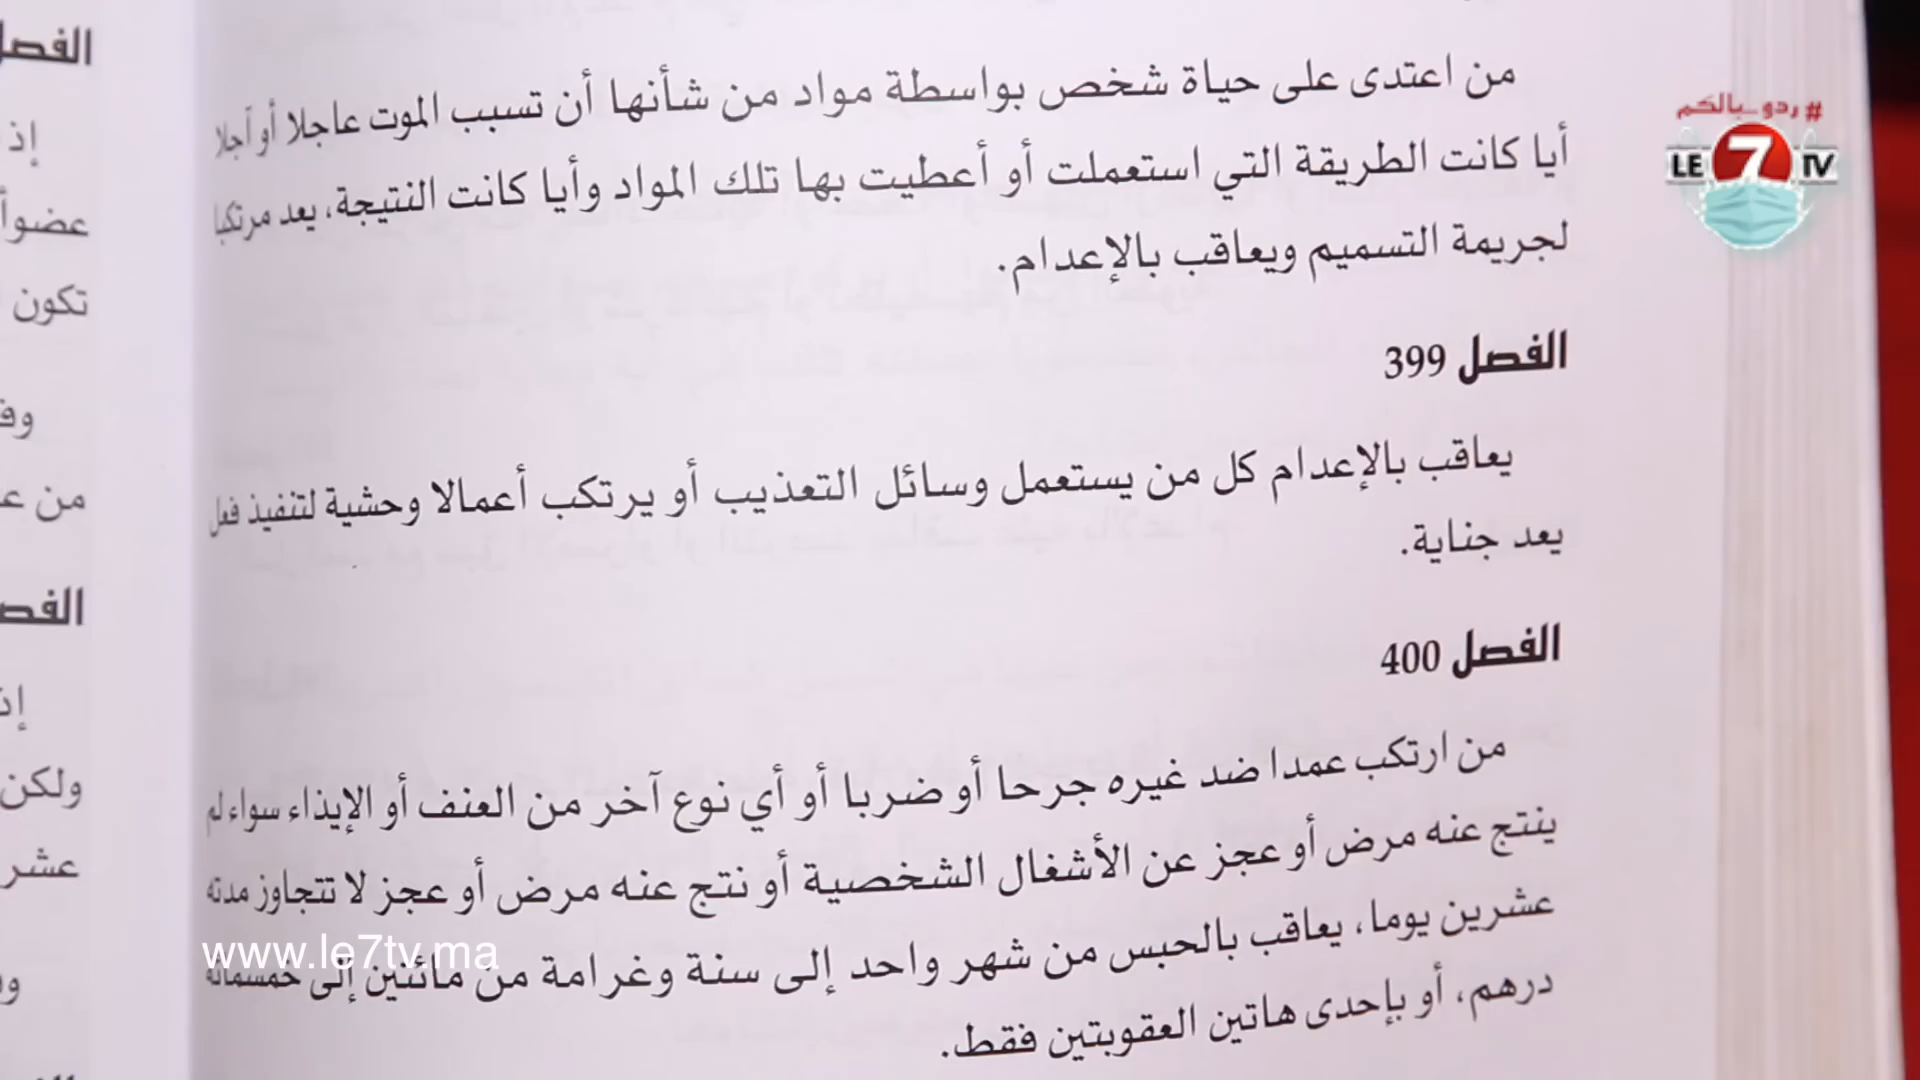 من اعتدى على حياة شخص بواسطة مواد من شأنها أن تسبب الموت عاجلا أو آجلا
أيا كانت الطريقة التي استعملت أو أعطيت بها تلك المواد وأيا كانت النتيجة، يعد مرتكبا
لجريمة التسميم ويعاقب بالإعدام.
الفصل 399
يعاقب بالإعدام كل من يستعمل وسائل التعذيب أو يرتكب أعمالا وحشية لتنفيذ فعل
يعد جناية.
الفصل 400
من ارتكب عمدا ضد غيره جرحا أو ضربا أو أي نوع آخر من العنف أو الإيذاء سواء لم
ينتج عنه مرض أو عجز عن الأشغال الشخصية أو نتج عنه مرض أو عجز لا تتجاوز مدته
عشرين يوما، يعاقب بالحبس من شهر واحد إلى سنة وغرامة من مائتين إلى خمسمائة
درهم، أو بإحدى هاتين العقوبتين فقط.
إذ
عضوا
تكون
من
ولكن
عشر
#ردو_بالكم
LE 7 TV
www.le7tv.ma